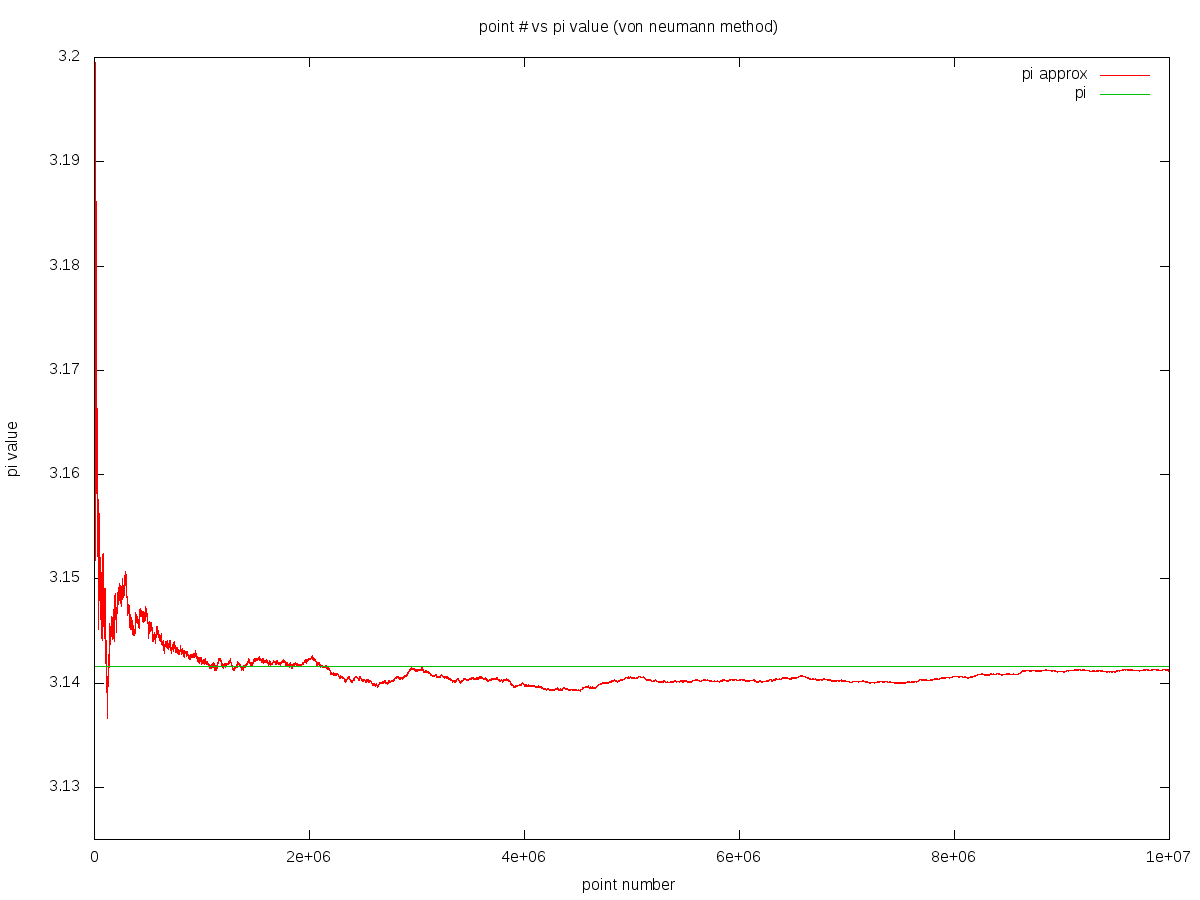 point # vs pi value (von neumann method)
3.2
pi approx
pi
3.19
3.18
3.17
3.16
3.15
3.14
3.13
pi value
0
2e+06
4e+06
6e+06
8e+06
1e+07
point number